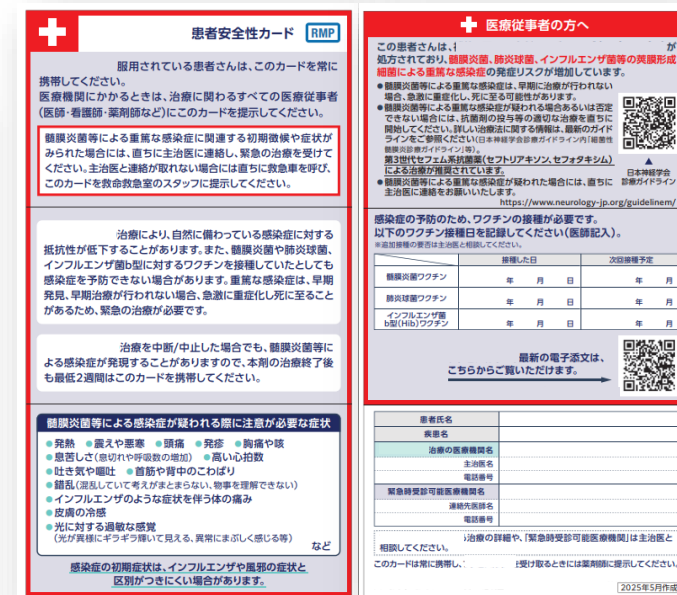 患者安全性カード RMP
服用されている患者さんは、このカードを常に
携帯してください。
医療機関にかかるときは、治療に関わるすべての医療従事者
(医師・看護師・薬剤師など)にこのカードを提示してください。
髄膜炎菌等による重篤な感染症に関連する初期徴候や症状が
みられた場合には、直ちに主治医に連絡し、緊急の治療を受けて
ください。主治医と連絡が取れない場合には直ちに救急車を呼び、
このカードを救命救急室のスタッフに提示してください。
治療により、自然に備わっている感染症に対する
抵抗性が低下することがあります。また、髄膜炎菌や肺炎球菌、
インフルエンザ菌b型に対するワクチンを接種していたとしても
感染症を予防できない場合があります。重篤な感染症は、早期
発見、早期治療が行われない場合、急激に重症化し死に至ること
があるため、緊急の治療が必要です。
治療を中断/中止した場合でも、髄膜炎菌等に
よる感染症が発現することがありますので、本剤の治療終了後
も最低2週間はこのカードを携帯してください。
髄膜炎菌等による感染症が疑われる際に注意が必要な症状
●発熱 ●震えや悪寒 ●頭痛 ●発疹 ●胸痛や咳
●息苦しさ(息切れや呼吸数の増加) ●高い心拍数
●吐き気や嘔吐 ●首筋や背中のこわばり
●錯乱(混乱していて考えがまとまらない、物事を理解できない)
●インフルエンザのような症状を伴う体の痛み
●皮膚の冷感
●光に対する過敏な感覚
(光が異様にギラギラ輝いて見える、異常にまぶしく感じる等)
など
感染症の初期症状は、インフルエンザや風邪の症状と
区別がつきにくい場合があります。
医療従事者の方へ
この患者さんは、 が
処方されており、髄膜炎菌、肺炎球菌、インフルエンザ菌等の莢膜形成
細菌による重篤な感染症の発症リスクが増加しています。
●髄膜炎菌等による重篤な感染症は、早期に治療が行われない
場合、急激に重症化し、死に至る可能性があります。
●髄膜炎菌等による重篤な感染症が疑われる場合あるいは否定
できない場合には、抗菌剤の投与等の適切な治療を直ちに
開始してください。詳しい治療法に関する情報は、最新のガイド
ラインをご参照ください(日本神経学会診療ガイドライン内「細菌性
髄膜炎診療ガイドライン」等)。
第3世代セフェム系抗菌薬(セフトリアキソン、セフォタキシム)
による治療が推奨されています。
●髄膜炎菌等による重篤な感染症が疑われた場合には、直ちに
主治医に連絡をお願いいたします。
▲
日本神経学会
診療ガイドライン
https://www.neurology-jp.org/guidelinem/
感染症の予防のため、ワクチンの接種が必要です。
以下のワクチン接種日を記録してください(医師記入)。
※追加接種の要否は主治医と相談してください。
接種した日 次回接種予定
髄膜炎菌ワクチン 年 月 日 年 月
肺炎球菌ワクチン 年 月 日 年 月
インフルエンザ菌
b型(Hib)ワクチン 年 月 日 年 月
最新の電子添文は、
こちらからご覧いただけます。
患者氏名
疾患名
治療の医療機関名
主治医名
電話番号
緊急時受診可能医療機関名
連絡先医師名
電話番号
治療の詳細や、「緊急時受診可能医療機関」は主治医と
相談してください。
このカードは常に携帯し、 受け取るときには薬剤師に提示してください。
2025年5月作成